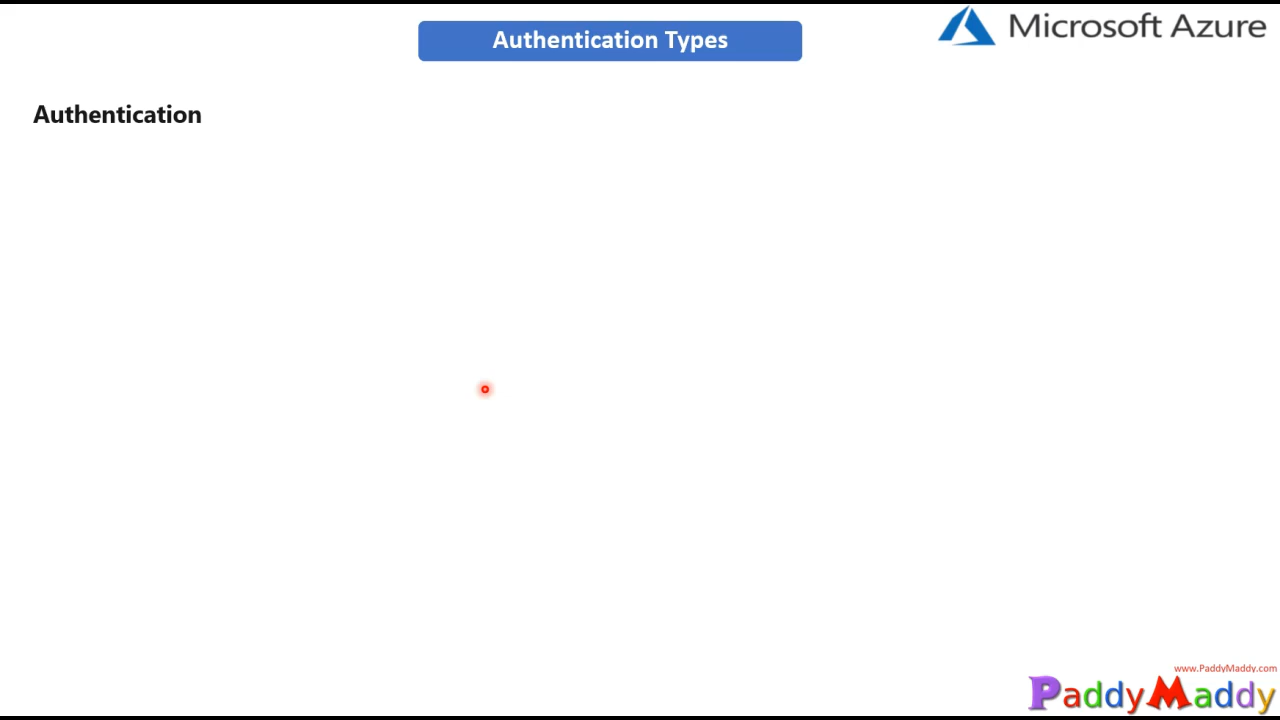 Authentication Types
Microsoft Azure
Authentication
www.PaddyMaddy.com
PaddyMaddy